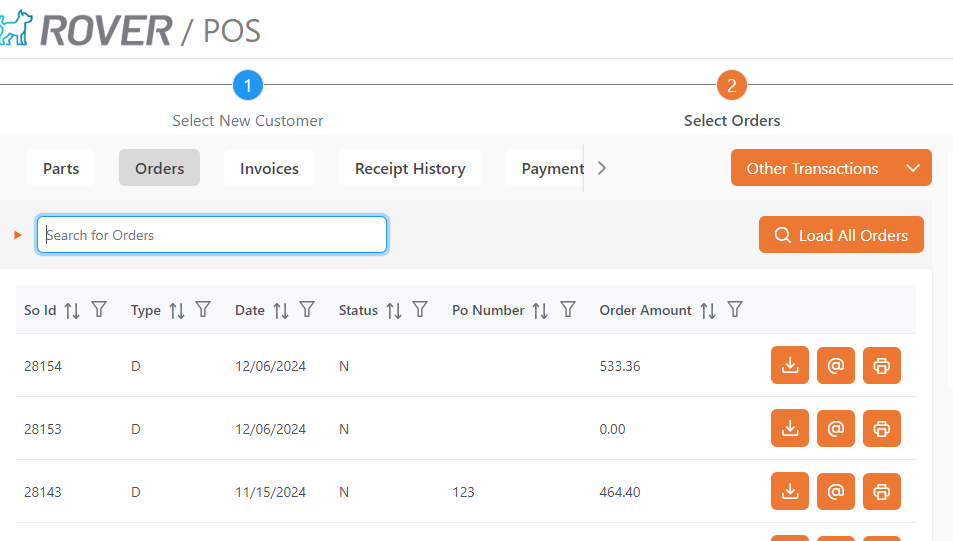 ROVER / POS
1
2
Select New Customer
Select Orders
Parts
Orders
Invoices
Receipt History
Payment
Other Transactions
Search for Orders
Load All Orders
So Id Type Date Status Po Number Order Amount
28154 D 12/06/2024 N 533.36
28153 D 12/06/2024 N 0.00
28143 D 11/15/2024 N 123 464.40